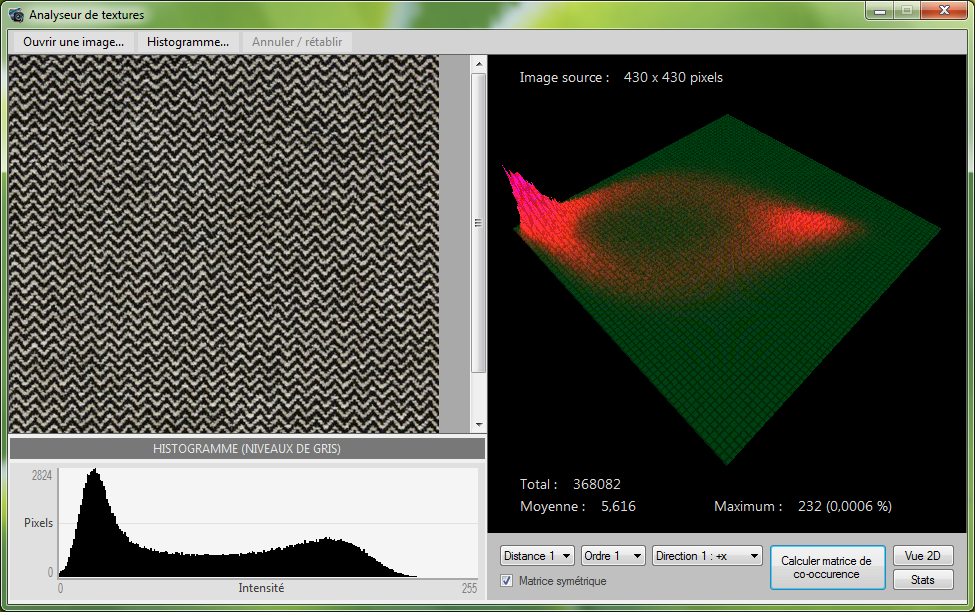 Analyseur de textures
Ouvrir une image... Histogramme... Annuler / rétablir
Image source : 430 x 430 pixels
HISTOGRAMME (NIVEAUX DE GRIS)
2824
Pixels
0
0 Intensité 255
Total : 368082
Moyenne : 5,616 Maximum : 232 (0,0006 %)
Distance 1 Ordre 1 Direction 1 : +x
Matrice symétrique
Calculer matrice de
co-occurence
Vue 2D
Stats